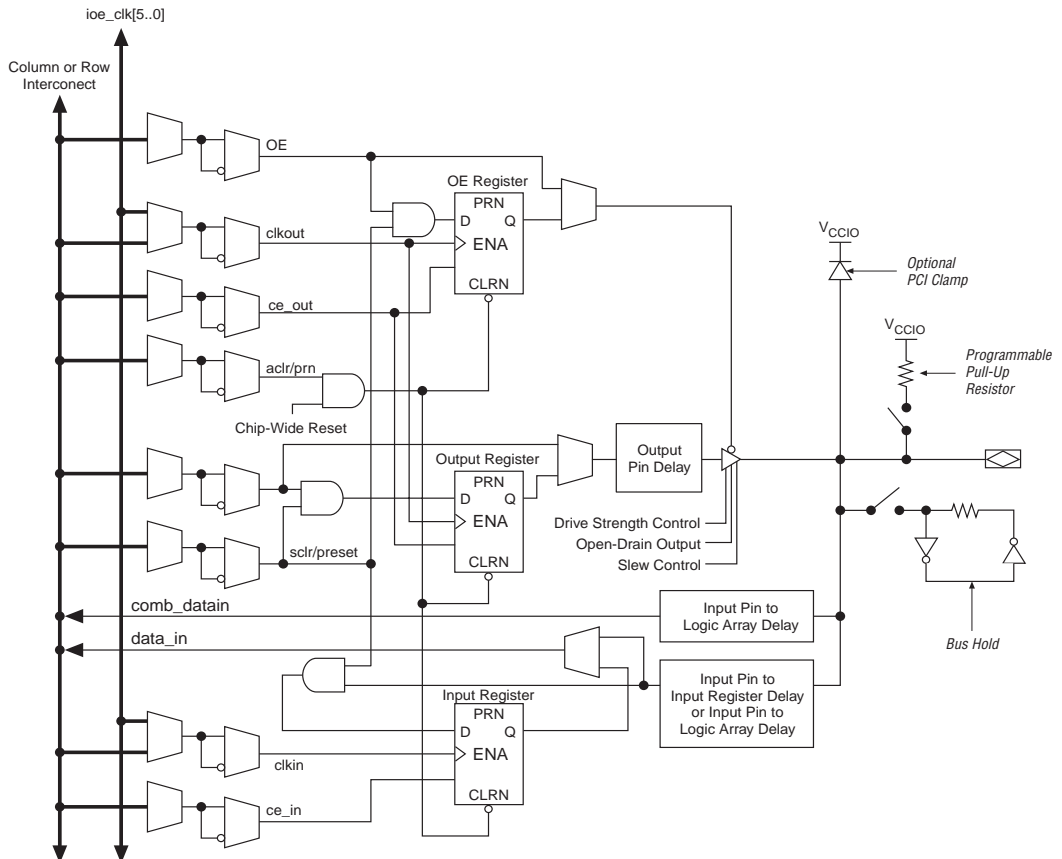 ioe_clk[5..0]
Column or Row
Interconect
OE
OE Register
PRN
D
Q
ENA
CLRN
clkout
ce_out
aclr/prn
Chip-Wide Reset
VCCIO
Optional
PCI Clamp
VCCIO
Programmable
Pull-Up
Resistor
Output Register
PRN
D
Q
ENA
CLRN
Output
Pin Delay
Drive Strength Control
Open-Drain Output
Slew Control
sclr/preset
comb_datain
Input Pin to
Logic Array Delay
Bus Hold
data_in
Input Pin to
Input Register Delay
or Input Pin to
Logic Array Delay
Input Register
PRN
D
Q
ENA
CLRN
clkin
ce_in